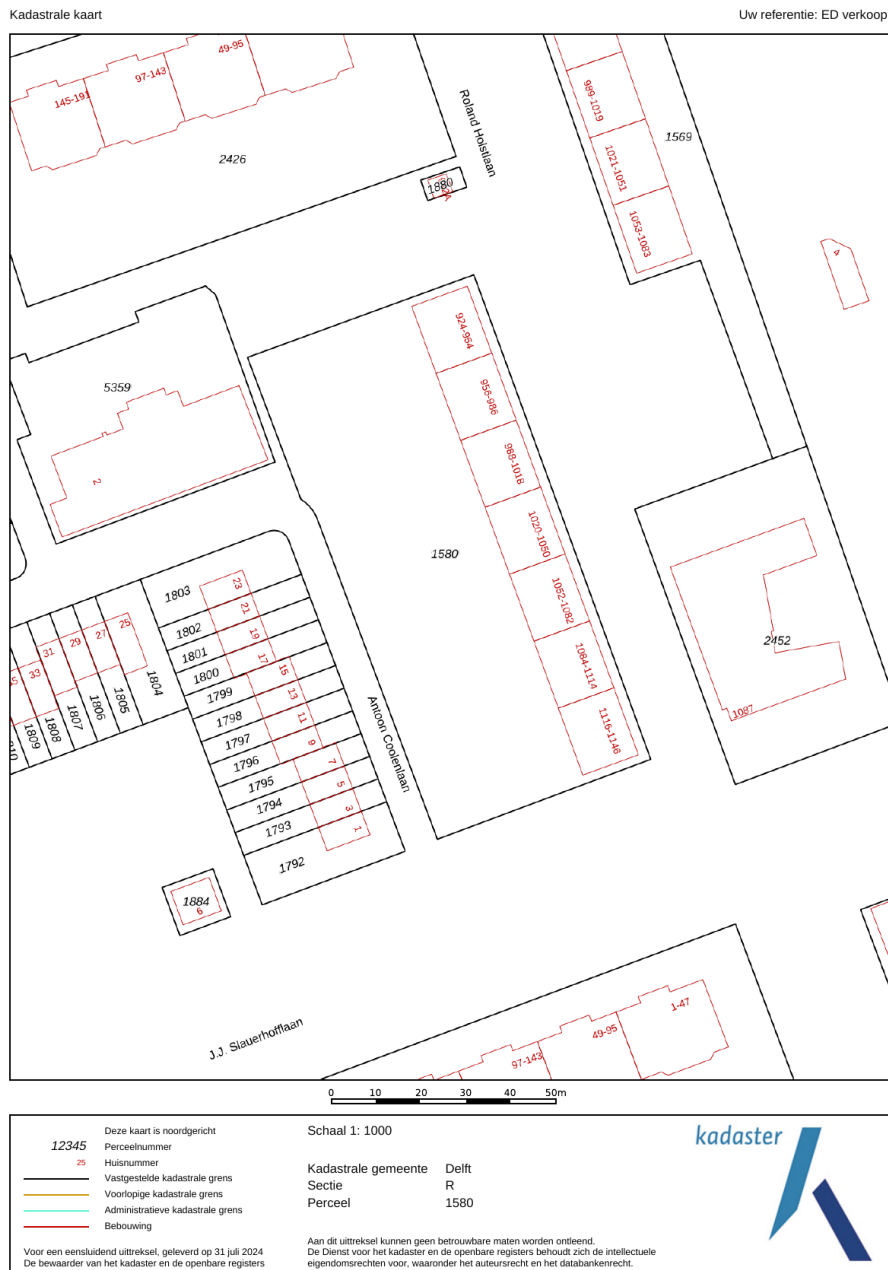 Kadastrale kaart
Uw referentie: ED verkoop
49-95
97-143
145-191
2426
Roland Holstlaan
1880
989-1019
1569
1021-1051
1053-1083
4
5359
2
924-954
956-986
988-1018
1020-1050
1580
1052-1082
1084-1114
1116-1146
2452
1087
1803
23
1802
21
1801
19
1800
17
15
1799
13
1798
11
1797
9
1796
7
1795
5
1794
3
1793
1
1792
25
27
29
31
33
1804
1805
1806
1807
1808
1809
Antoon Coolenlaan
1884
6
J.J. Slauerhofflaan
1-47
49-95
97-143
0 10 20 30 40 50m
Deze kaart is noordgericht
12345 Perceelnummer
25 Huisnummer
Vastgestelde kadastrale grens
Voorlopige kadastrale grens
Administratieve kadastrale grens
Bebouwing
Voor een eensluidend uittreksel, geleverd op 31 juli 2024
De bewaarder van het kadaster en de openbare registers
Schaal 1: 1000
Kadastrale gemeente Delft
Sectie R
Perceel 1580
Aan dit uittreksel kunnen geen betrouwbare maten worden ontleend.
De Dienst voor het kadaster en de openbare registers behoudt zich de intellectuele
eigendomsrechten voor, waaronder het auteursrecht en het databankenrecht.
kadaster